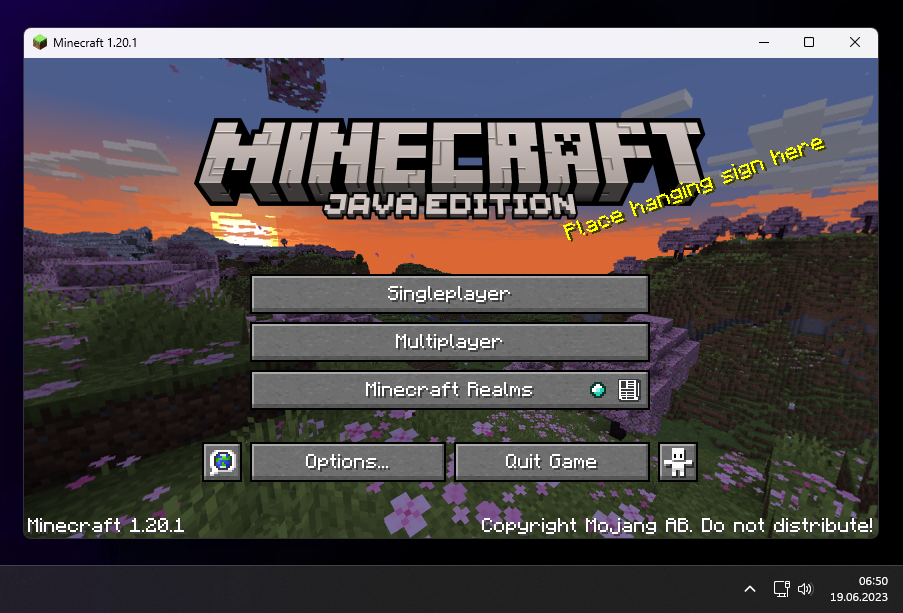 Minecraft 1.20.1
MINECRAFT
JAVA EDITION
Place hanging sign here
Singleplayer
Multiplayer
Minecraft Realms
Options...
Quit Game
Minecraft 1.20.1
Copyright Mojang AB. Do not distribute!
06:50
19.06.2023